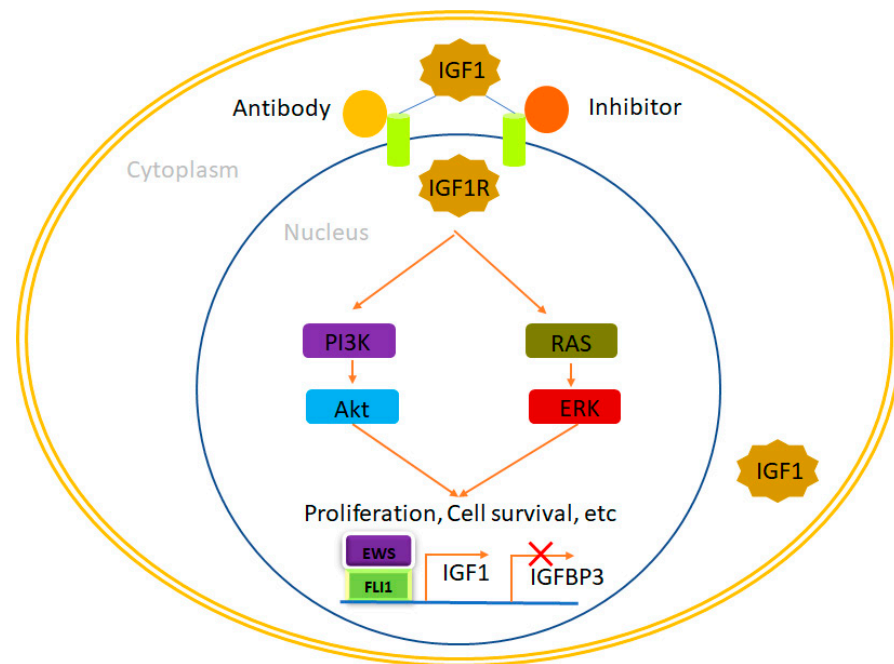 IGF1
Antibody
Inhibitor
Cytoplasm
IGF1R
Nucleus
PI3K
RAS
Akt
ERK
IGF1
Proliferation, Cell survival, etc
EWS
IGF1
IGFBP3
FLI1